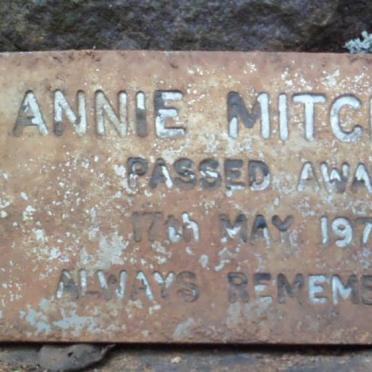 ANNIE MITC
PASSED AWA
17th MAY 197
ALWAYS REMEME